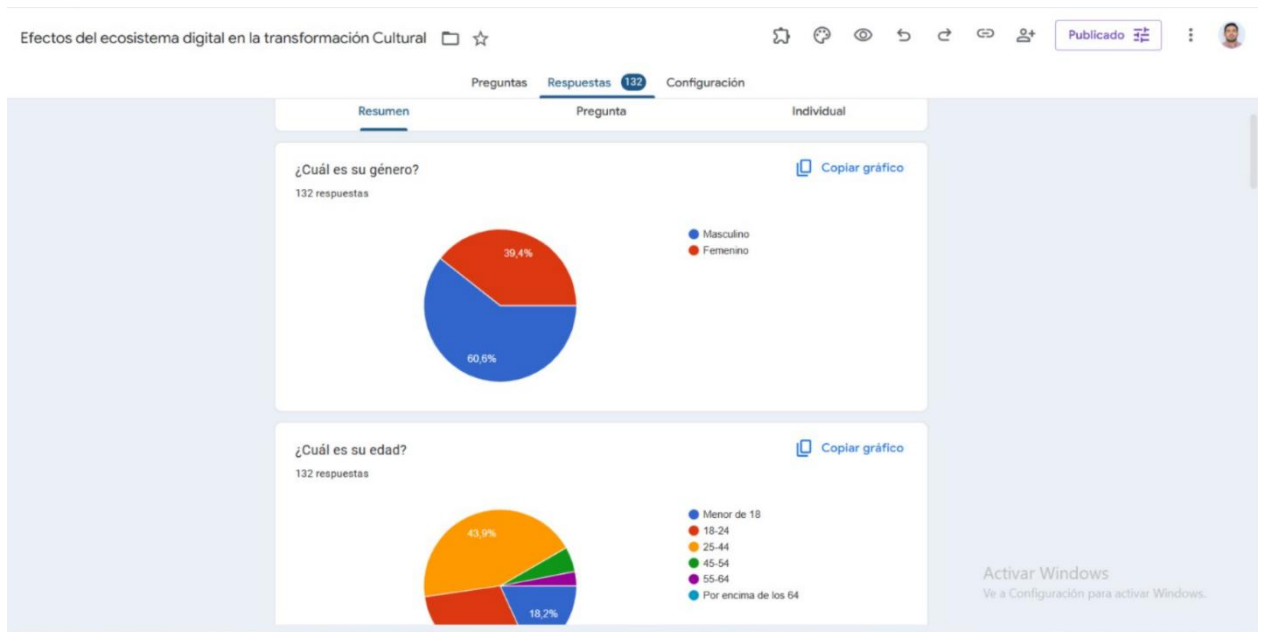 Efectos del ecosistema digital en la transformación Cultural
Publicado
Preguntas Respuestas 132 Configuración
Resumen Pregunta Individual
¿Cuál es su género?
Copiar gráfico
132 respuestas
Masculino
Femenino
39,4%
60,6%
¿Cuál es su edad?
Copiar gráfico
132 respuestas
Menor de 18
18-24
25-44
45-54
55-64
Por encima de los 64
43,9%
18,2%
Activar Windows
Ve a Configuración para activar Windows.